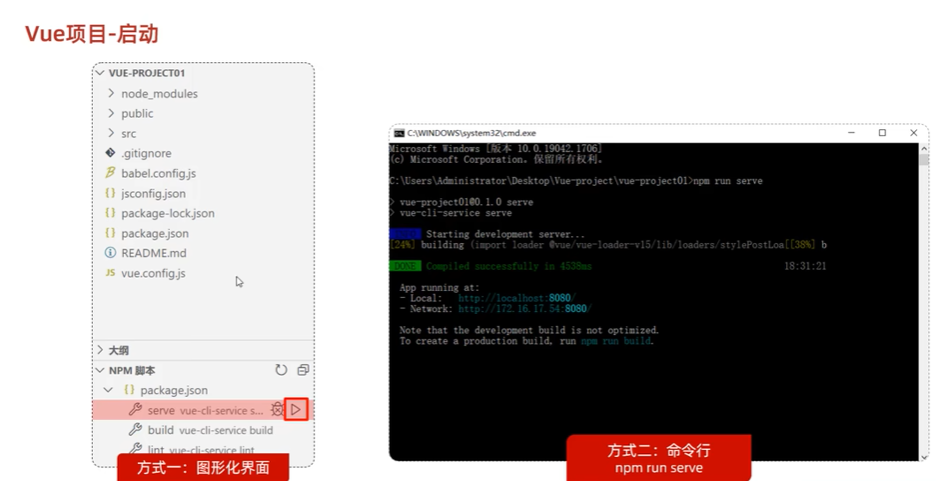 Vue项目-启动
VUE-PROJECT01
node_modules
public
src
.gitignore
babel.config.js
jsconfig.json
package-lock.json
package.json
README.md
vue.config.js
大纲
NPM 脚本
package.json
serve vue-cli-service s...
build vue-cli-service build
lint vue-cli-service lint
方式一：图形化界面
C:\WINDOWS\system32\cmd.exe
Microsoft Windows [版本 10.0.19042.1706]
(c) Microsoft Corporation。保留所有权利。
C:\Users\Administrator\Desktop\Vue-project\vue-project01>npm run serve
> vue-project01@0.1.0 serve
> vue-cli-service serve
INFO Starting development server...
[24%] building (import loader @vue/vue-loader-v15/lib/loaders/stylePostLoa[[38%] b
DONE Compiled successfully in 4538ms 18:31:21
App running at:
- Local: http://localhost:8080/
- Network: http://172.16.17.54:8080/
Note that the development build is not optimized.
To create a production build, run npm run build.
方式二：命令行
npm run serve